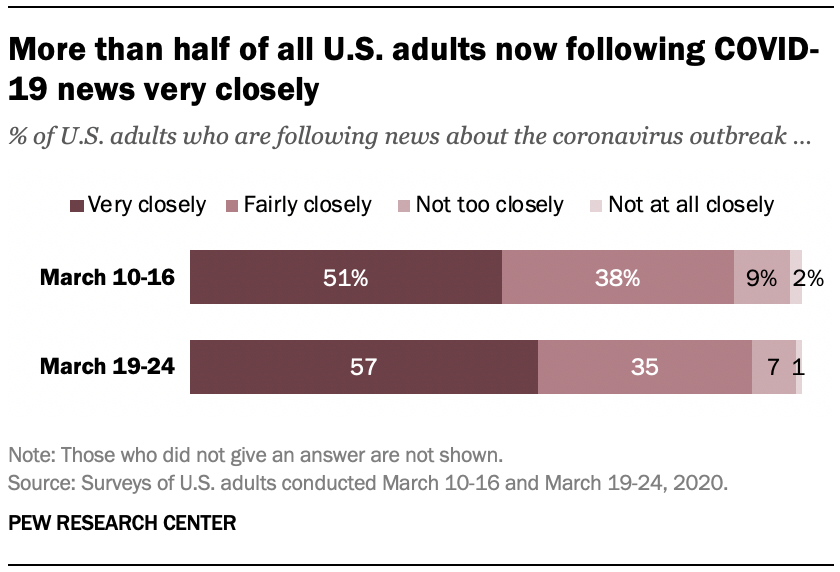 More than half of all U.S. adults now following COVID-
19 news very closely
% of U.S. adults who are following news about the coronavirus outbreak ...
Very closely Fairly closely Not too closely Not at all closely
March 10-16 51% 38% 9% 2%
March 19-24 57 35 7 1
Note: Those who did not give an answer are not shown.
Source: Surveys of U.S. adults conducted March 10-16 and March 19-24, 2020.
PEW RESEARCH CENTER